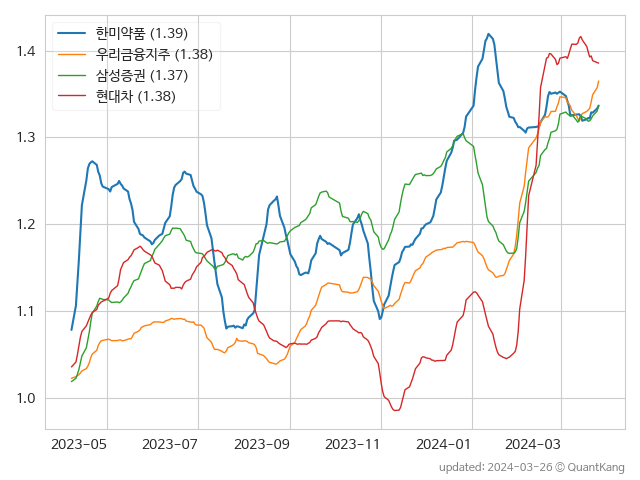 한미약품 (1.39)
우리금융지주 (1.38)
삼성증권 (1.37)
현대차 (1.38)
1.4
1.3
1.2
1.1
1.0
2023-05 2023-07 2023-09 2023-11 2024-01 2024-03
updated: 2024-03-26 © QuantKang